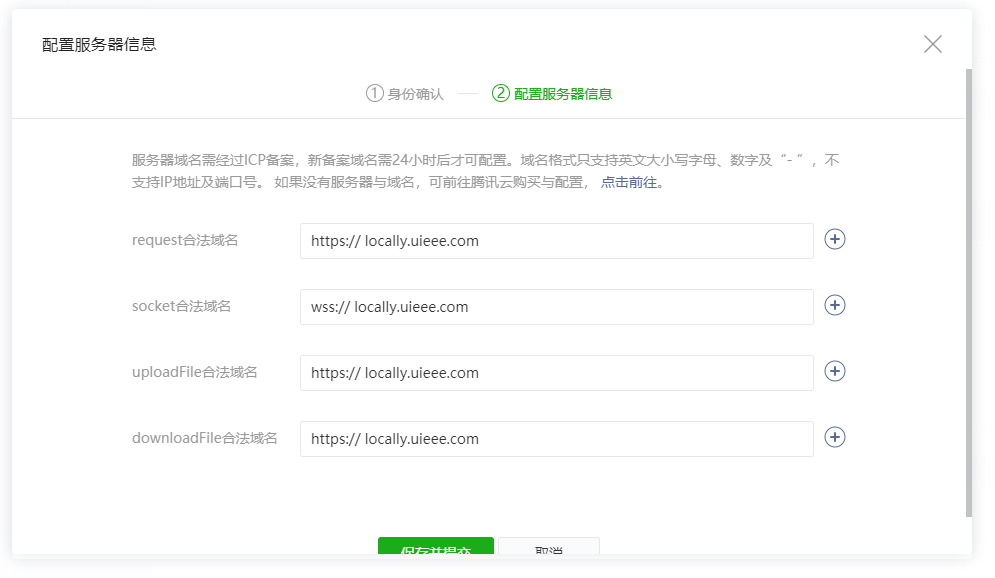 配置服务器信息
1 身份确认 2 配置服务器信息
服务器域名需经过ICP备案，新备案域名需24小时后才可配置。域名格式只支持英文大小写字母、数字及“- ”，不
支持IP地址及端口号。 如果没有服务器与域名，可前往腾讯云购买与配置， 点击前往。
request合法域名 https:// locally.uieee.com
socket合法域名 wss:// locally.uieee.com
uploadFile合法域名 https:// locally.uieee.com
downloadFile合法域名 https:// locally.uieee.com
保存并提交 取消